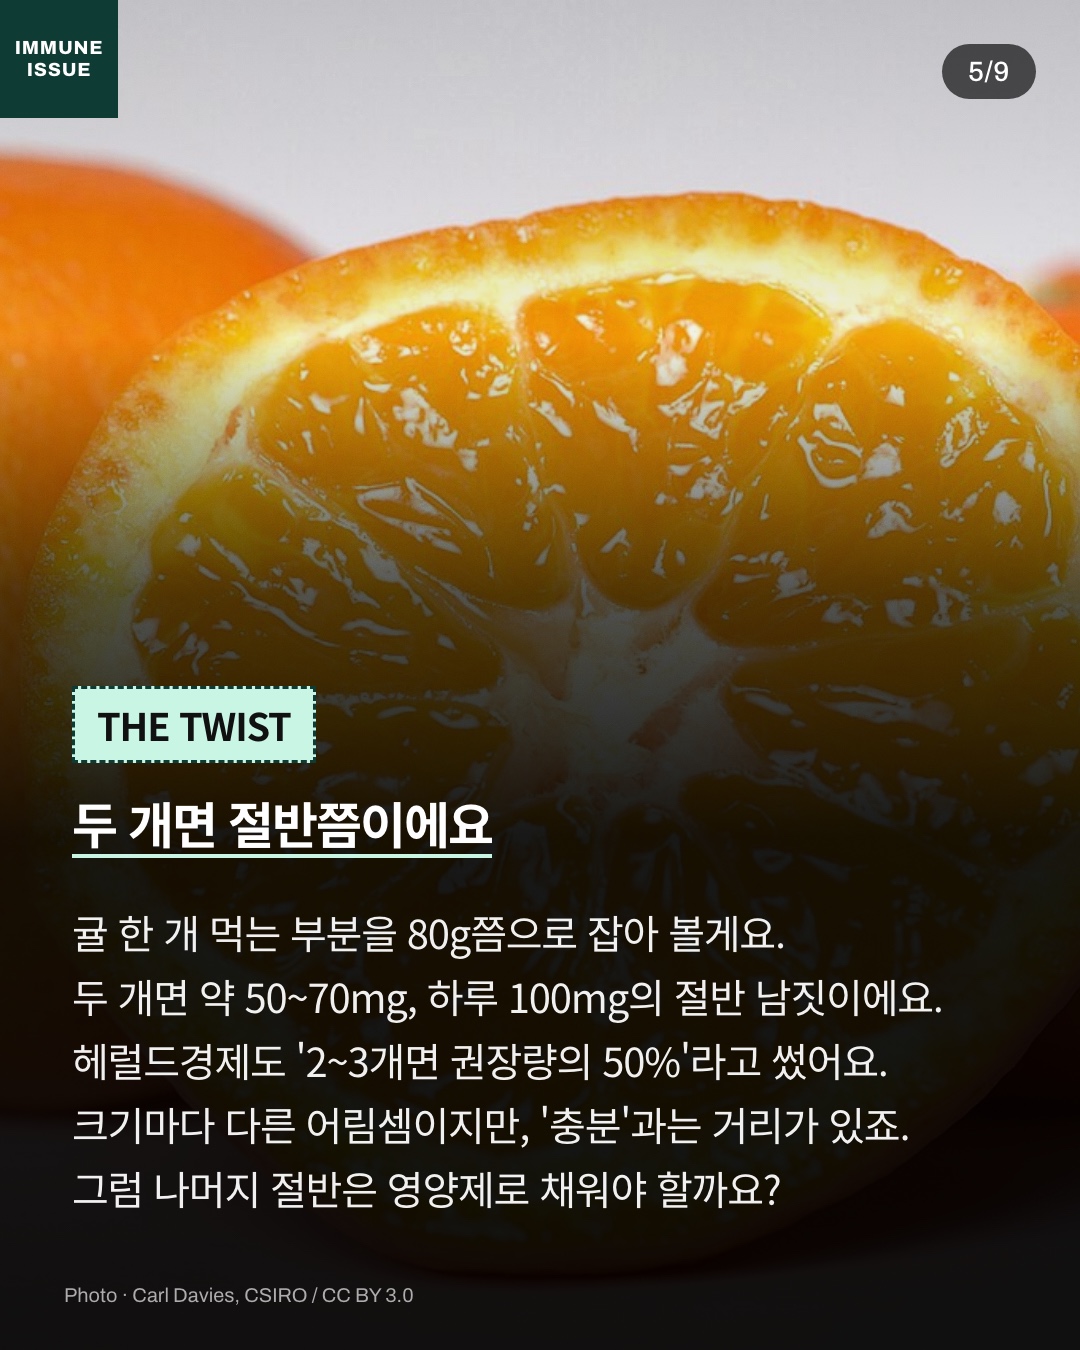 IMMUNE
ISSUE
5/9
THE TWIST
두 개면 절반쯤이에요
귤 한 개 먹는 부분을 80g쯤으로 잡아 볼게요.
두 개면 약 50~70mg, 하루 100mg의 절반 남짓이에요.
헤럴드경제도 '2~3개면 권장량의 50%'라고 썼어요.
크기마다 다른 어림셈이지만, '충분'과는 거리가 있죠.
그럼 나머지 절반은 영양제로 채워야 할까요?
Photo · Carl Davies, CSIRO / CC BY 3.0